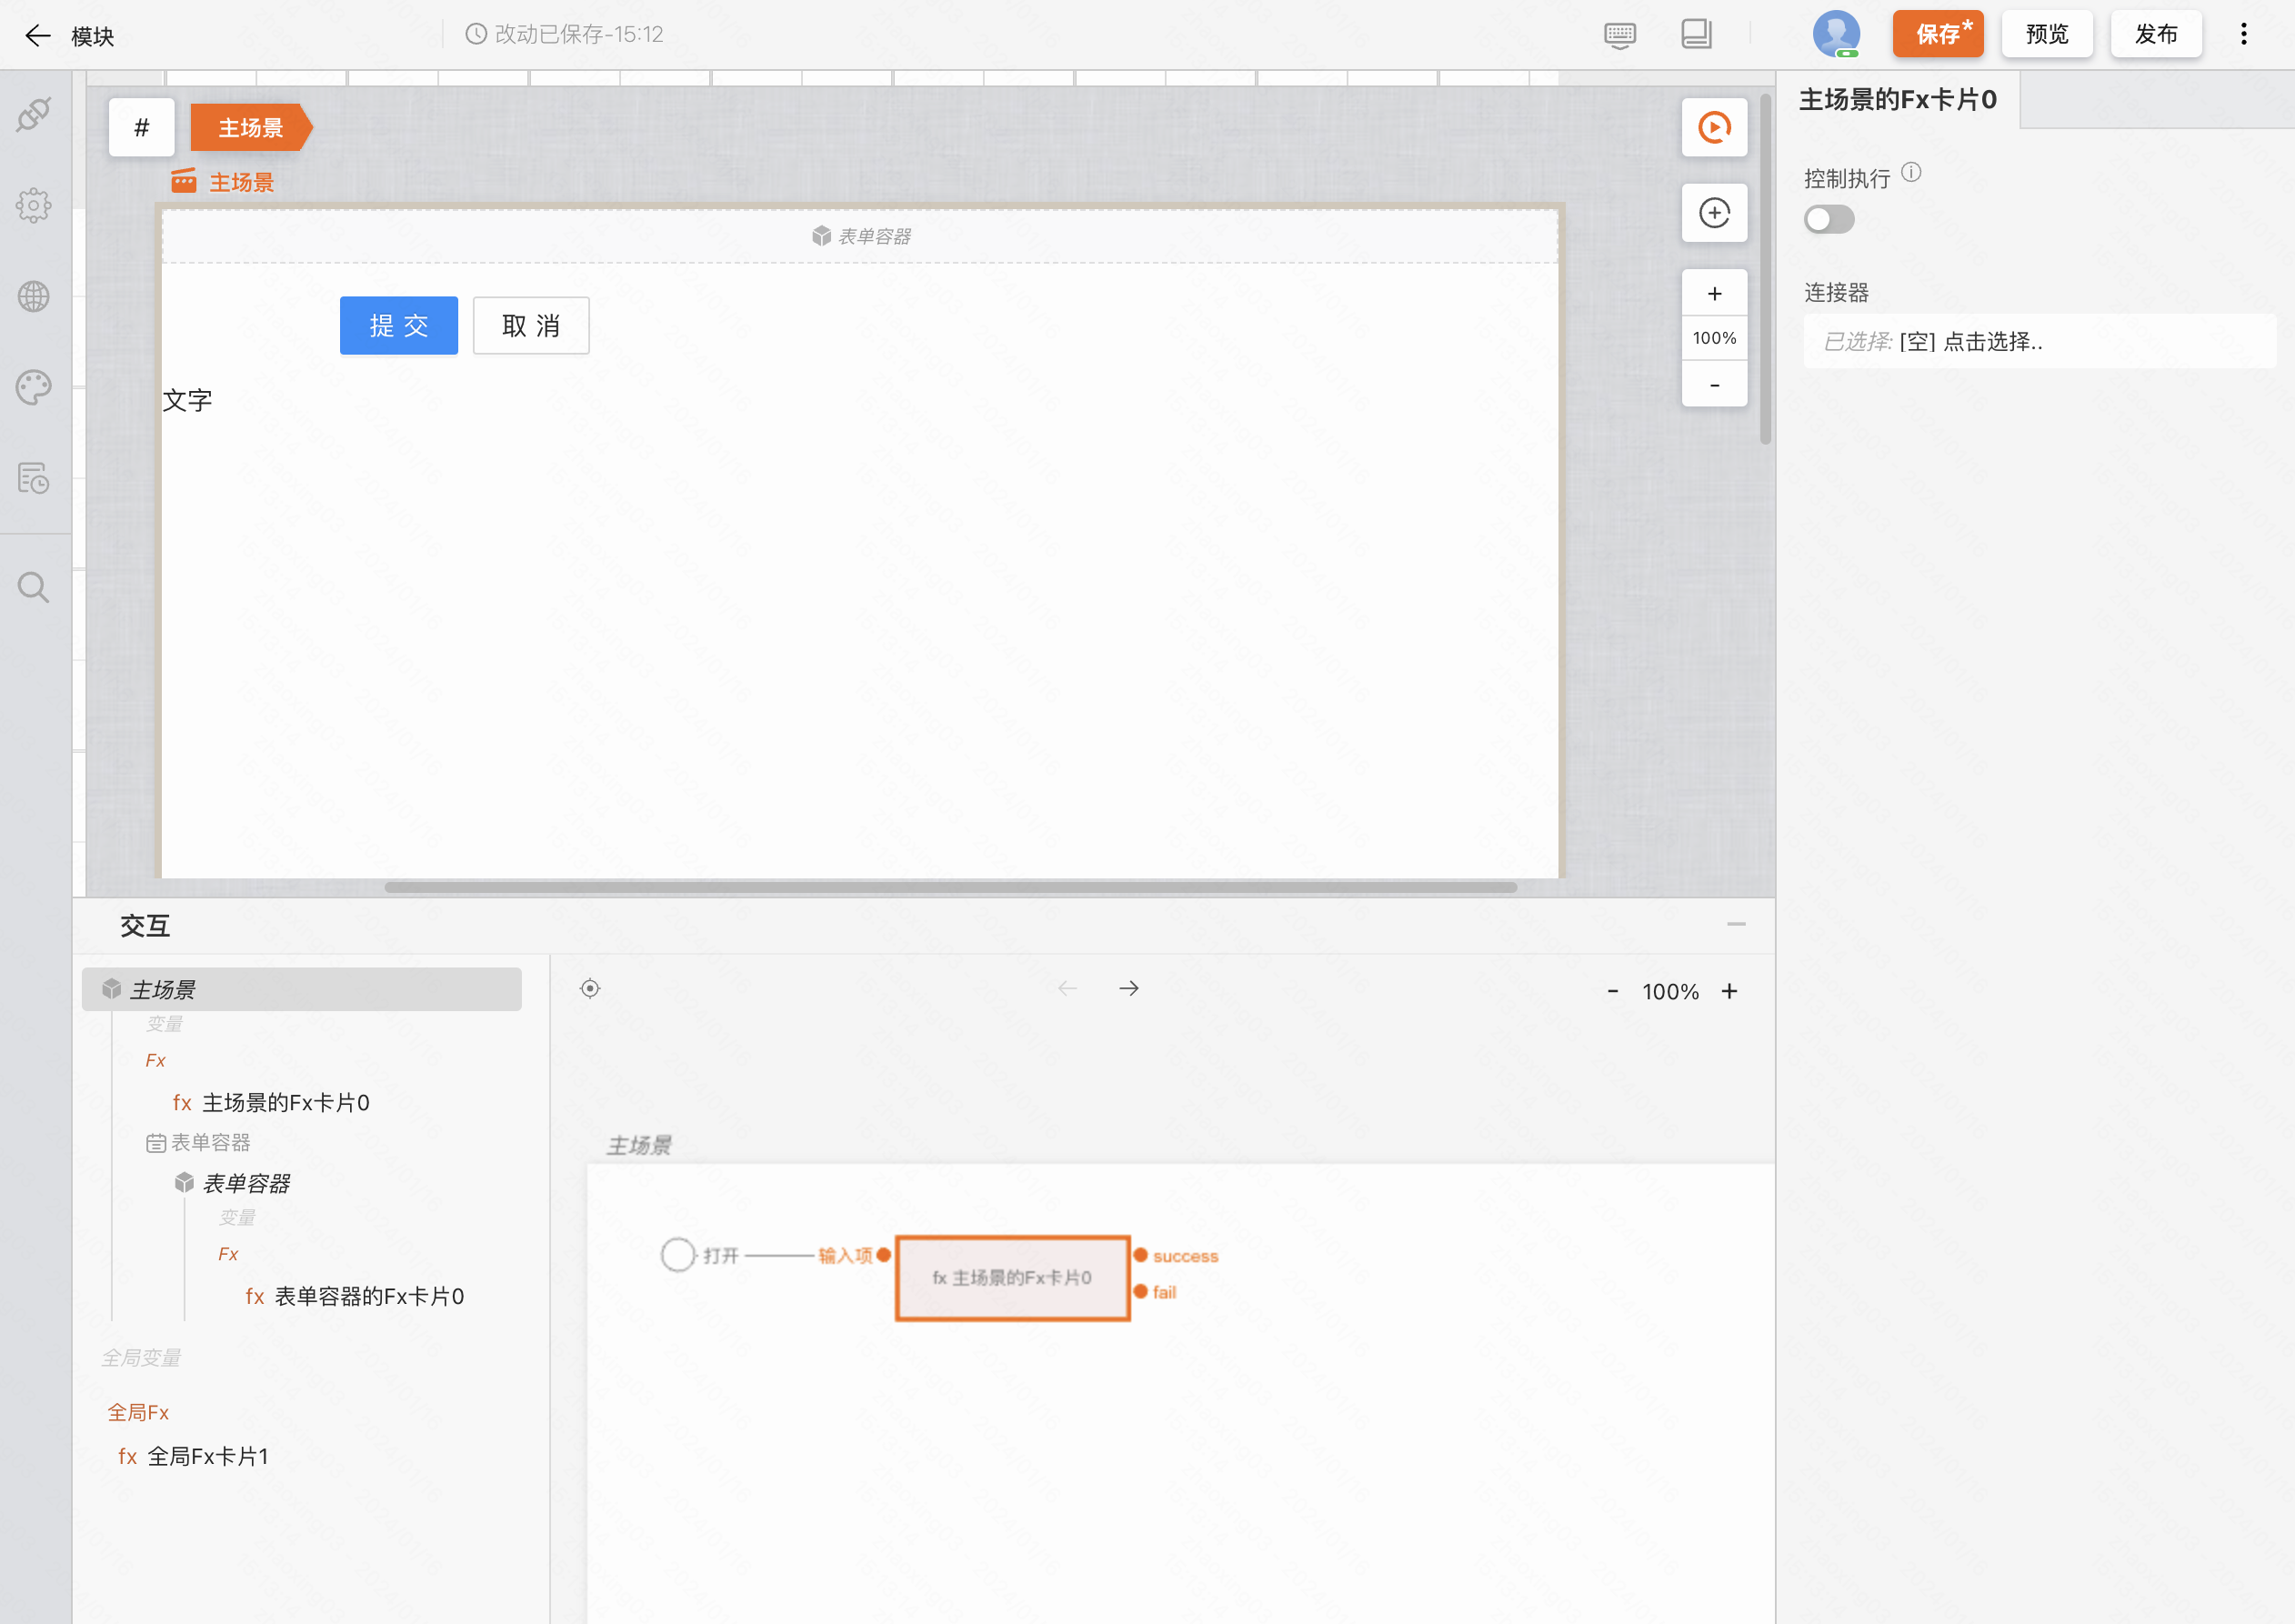 模块
改动已保存-15:12
保存*
预览
发布
#
主场景
主场景
表单容器
提 交
取 消
文字
+
100%
-
主场景的Fx卡片0
控制执行
连接器
已选择: [空] 点击选择..
交互
主场景
变量
Fx
fx 主场景的Fx卡片0
表单容器
表单容器
变量
Fx
fx 表单容器的Fx卡片0
全局变量
全局Fx
fx 全局Fx卡片1
- 100% +
主场景
打开
输入项
fx 主场景的Fx卡片0
success
fail